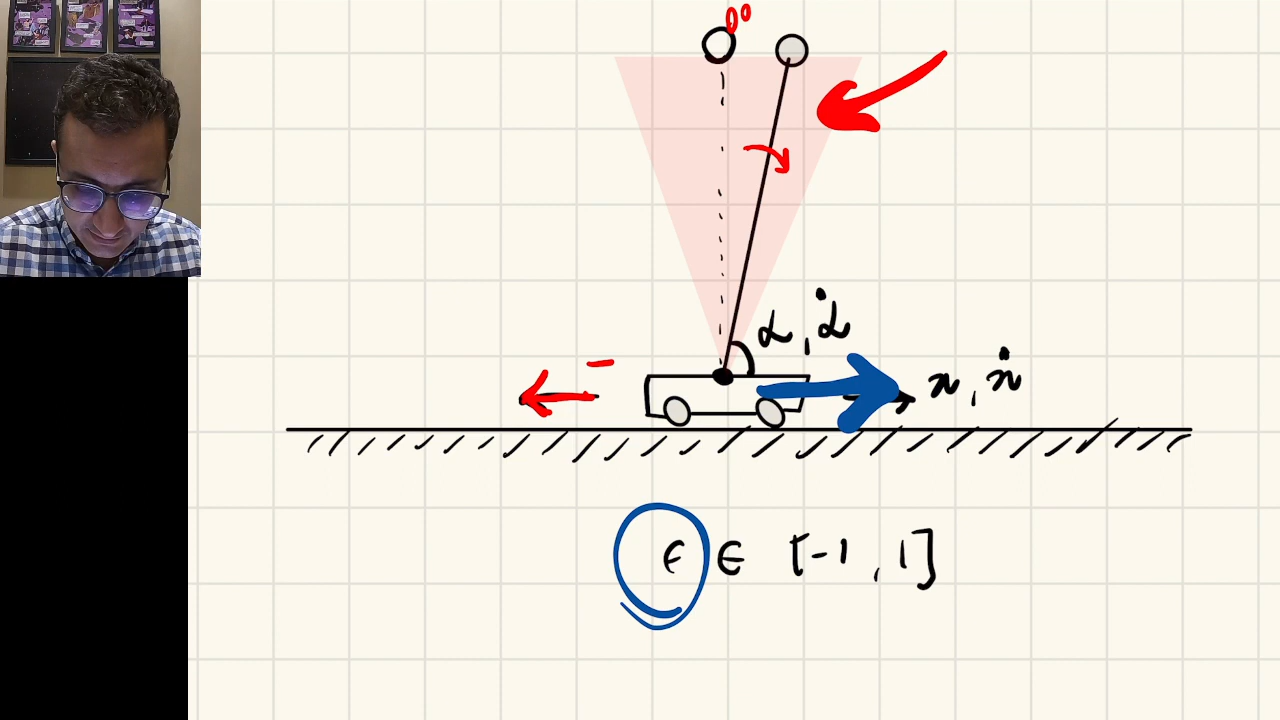 0°
α, α̇
−
x, ẋ
ϵ ∈ [-1, 1]